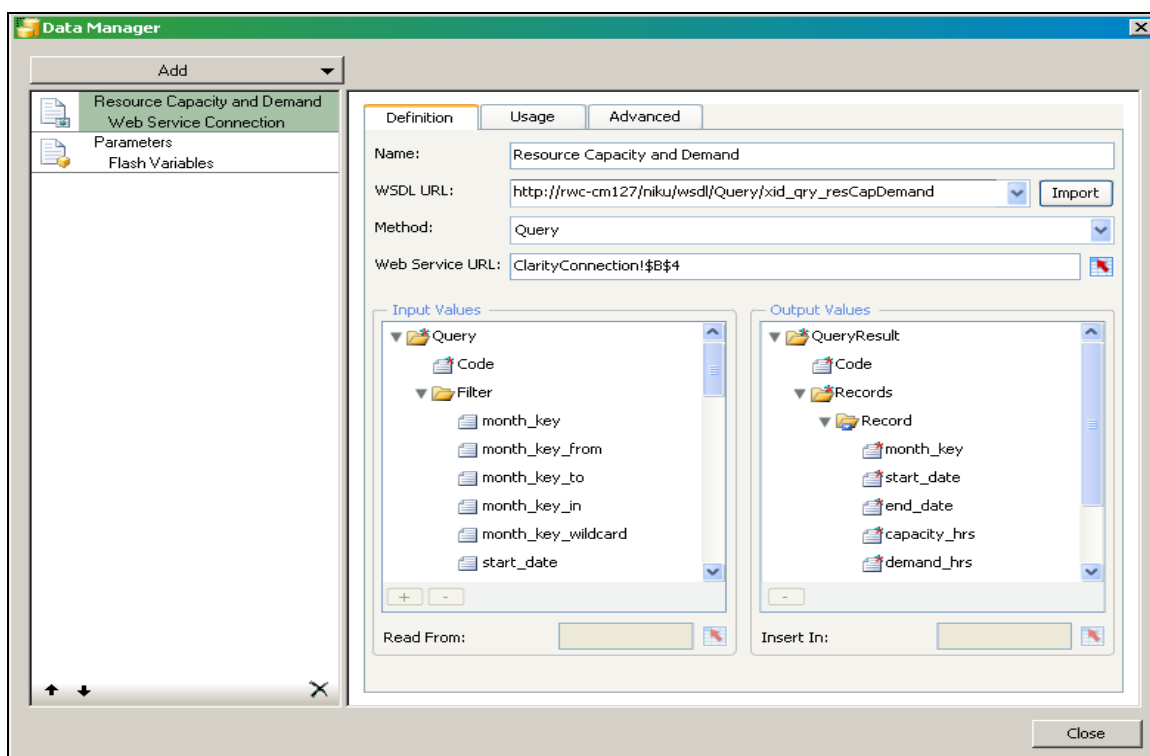 Data Manager
Add
Resource Capacity and Demand
Web Service Connection
Parameters
Flash Variables
Definition
Usage
Advanced
Name:
Resource Capacity and Demand
WSDL URL:
http://rwc-cm127/niku/wsdl/Query/xid_qry_resCapDemand
Import
Method:
Query
Web Service URL:
ClarityConnection!$B$4
Input Values
Query
Code
Filter
month_key
month_key_from
month_key_to
month_key_in
month_key_wildcard
start_date
+ -
Read From:
Output Values
QueryResult
Code
Records
Record
month_key
start_date
end_date
capacity_hrs
demand_hrs
-
Insert In:
Close